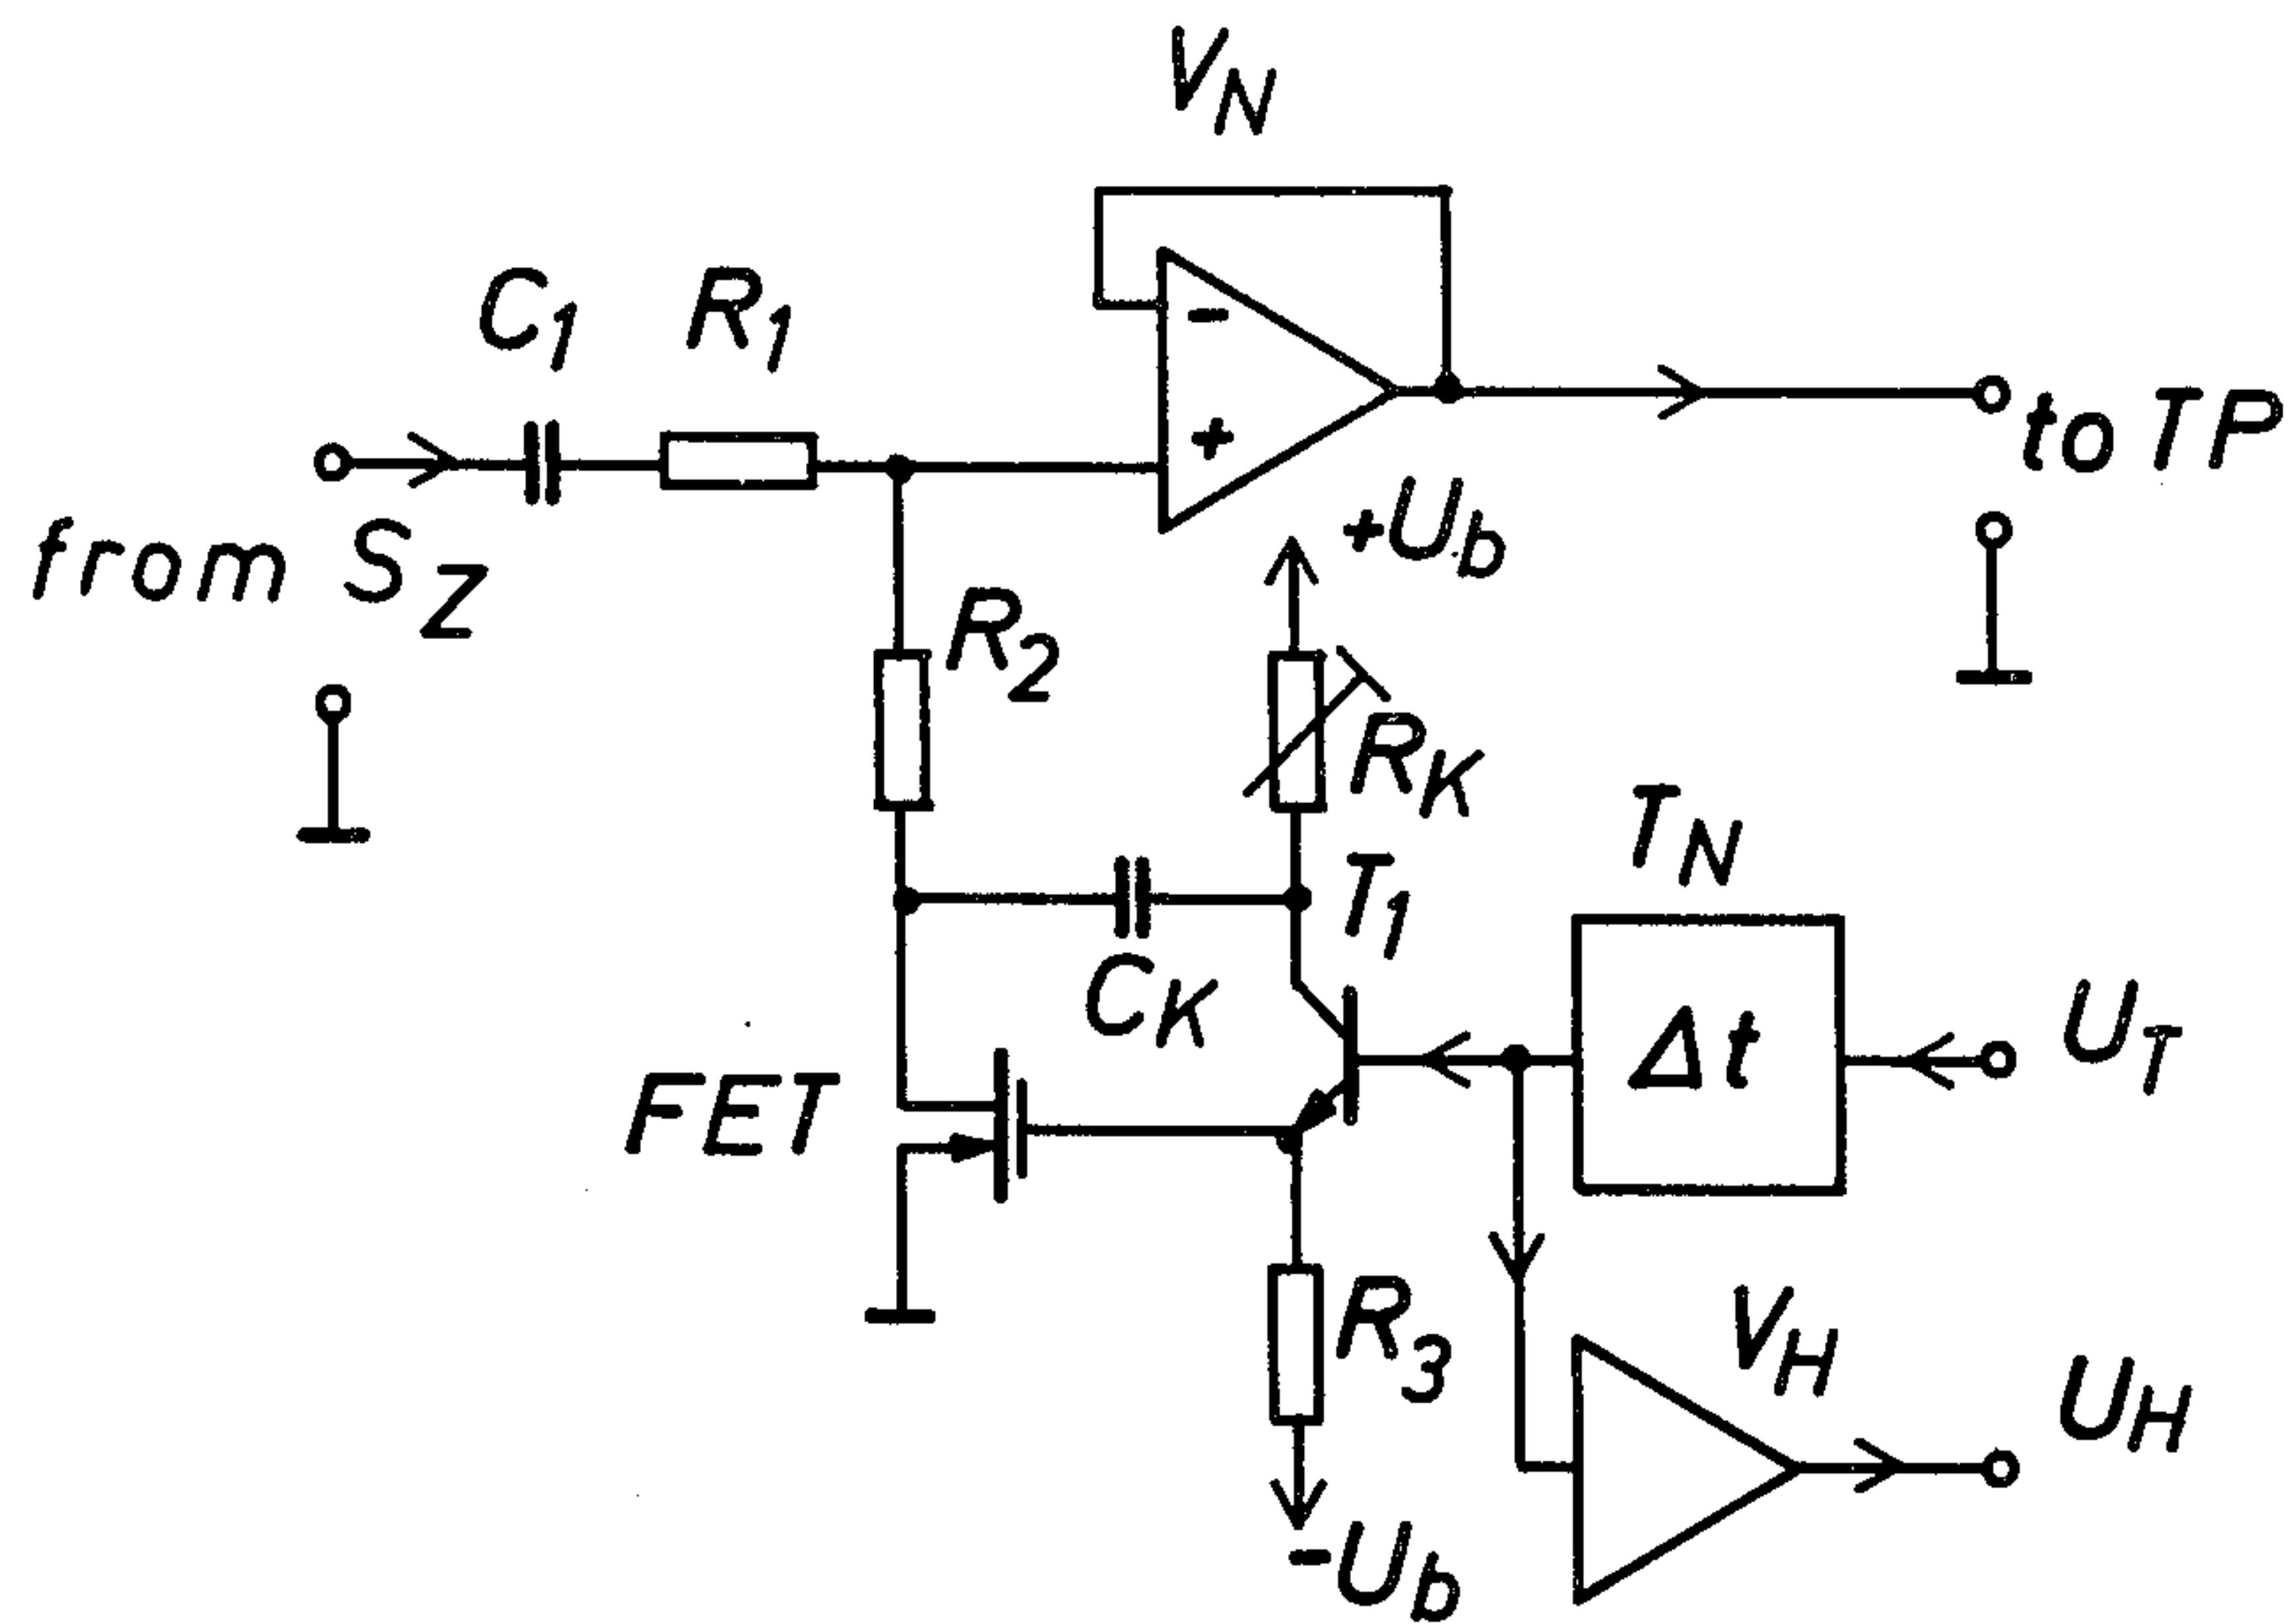 V_N
C_1 R_1
-
+
to TP
from S_Z
+U_b
R_2
R_K
T_N
T_1
C_K
Δt
U_T
FET
R_3
V_H
U_H
-U_b